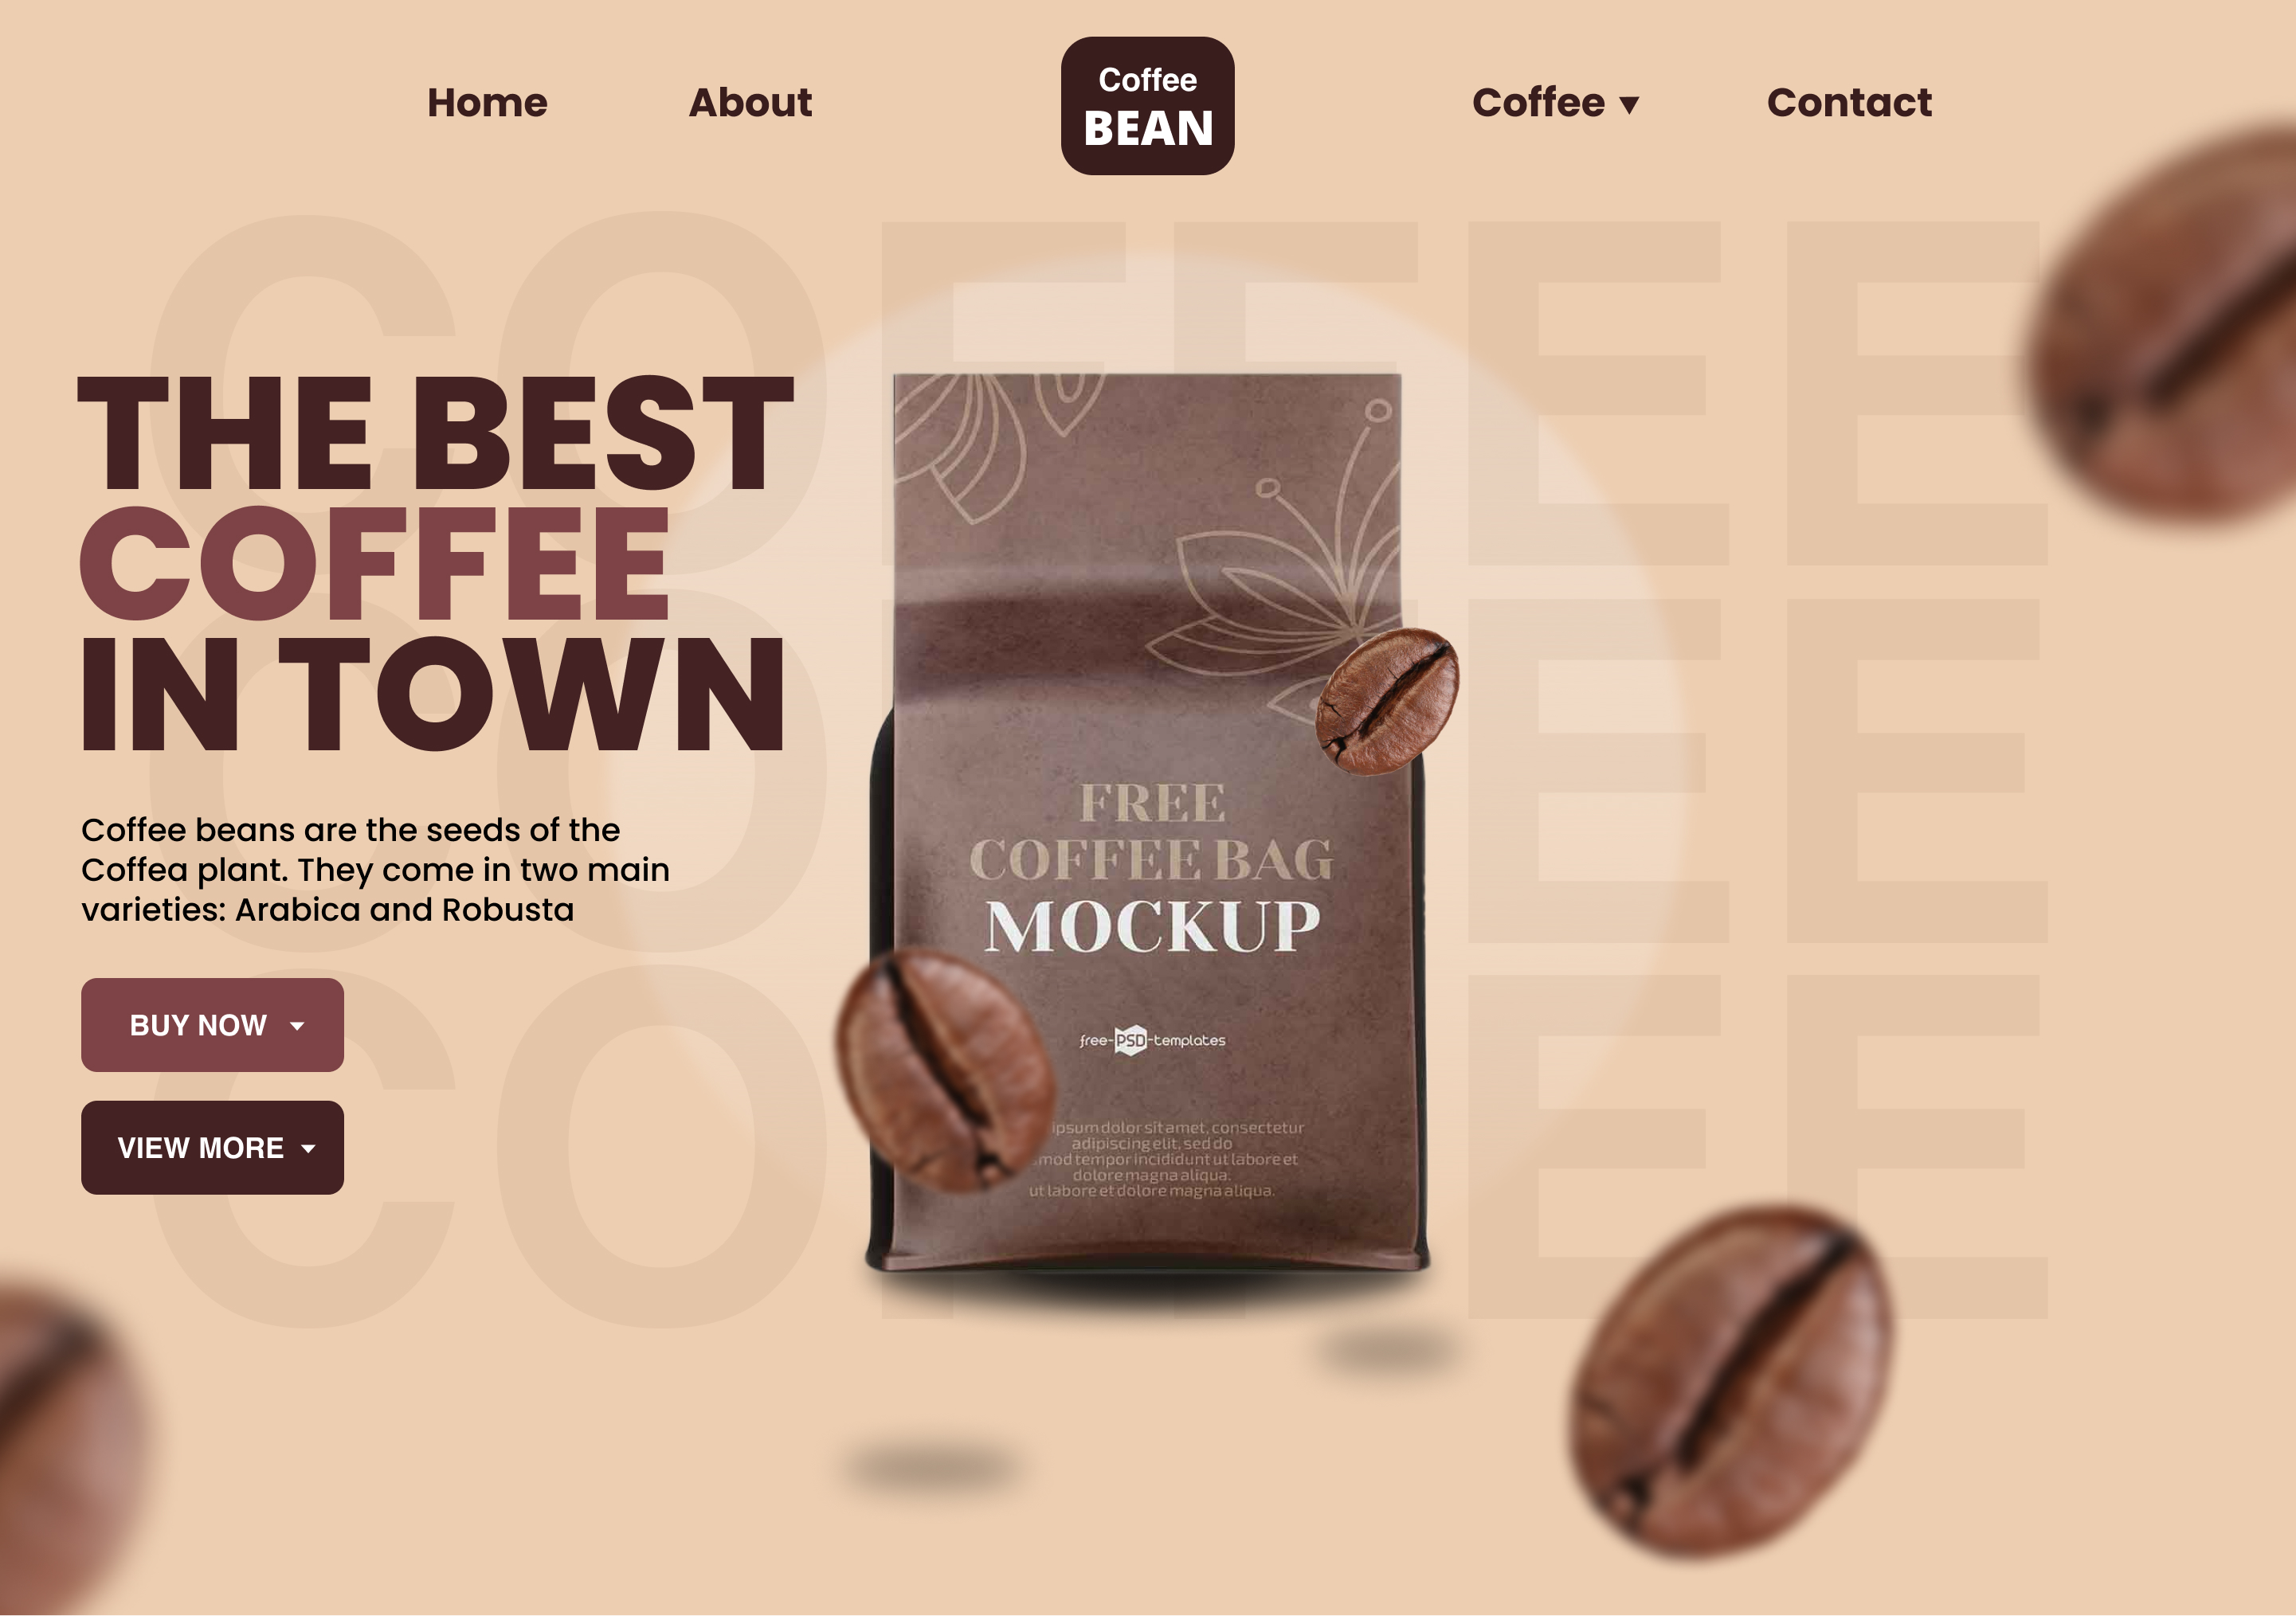 Home
About
Coffee
BEAN
Coffee ▼
Contact
COFFEE
COFFEE
COFFEE
THE BEST
COFFEE
IN TOWN
Coffee beans are the seeds of the
Coffea plant. They come in two main
varieties: Arabica and Robusta
BUY NOW
VIEW MORE
FREE
COFFEE BAG
MOCKUP
free-PSD-templates
ipsum dolor sit amet, consectetur
adipiscing elit, sed do
mod tempor incididunt ut labore et
dolore magna aliqua.
ut labore et dolore magna aliqua.